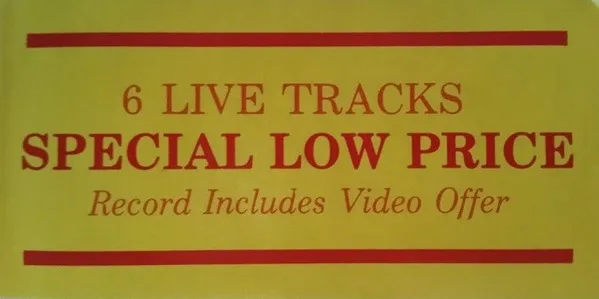 6 LIVE TRACKS
SPECIAL LOW PRICE
Record Includes Video Offer